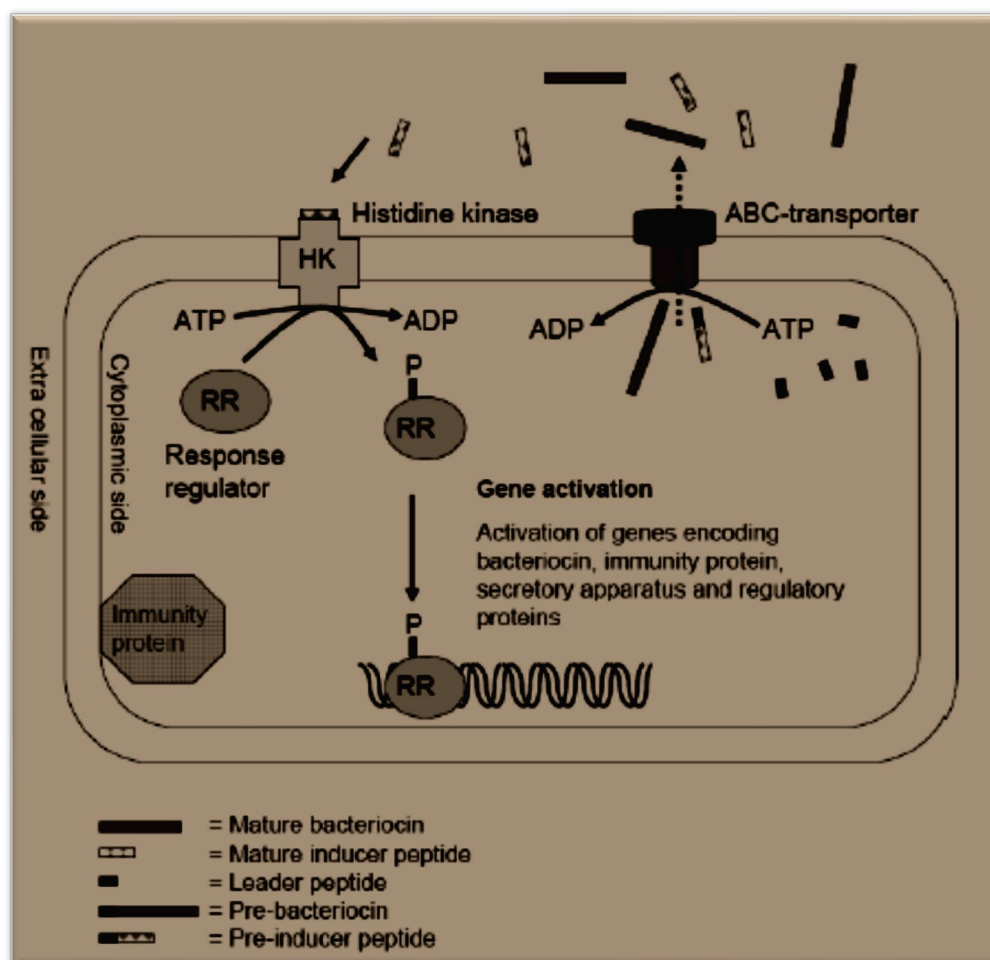 Histidine kinase
ABC-transporter
HK
ATP
ADP
ADP
ATP
P
RR
RR
Response
regulator
Extra cellular side
Cytoplasmic side
Gene activation
Activation of genes encoding
bacteriocin, immunity protein,
secretory apparatus and regulatory
proteins
Immunity
protein
P
RR
= Mature bacteriocin
= Mature inducer peptide
= Leader peptide
= Pre-bacteriocin
= Pre-inducer peptide